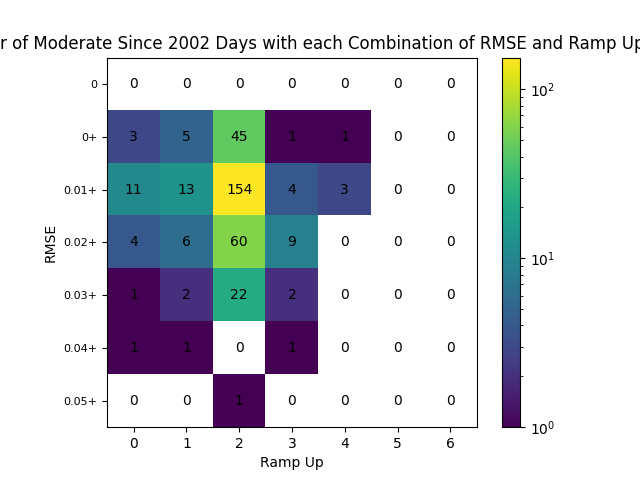 r of Moderate Since 2002 Days with each Combination of RMSE and Ramp Up
0 0 0 0 0 0 0 0
0+ 3 5 45 1 1 0 0
0.01+ 11 13 154 4 3 0 0
0.02+ 4 6 60 9 0 0 0
0.03+ 1 2 22 2 0 0 0
0.04+ 1 1 0 1 0 0 0
0.05+ 0 0 1 0 0 0 0
0 1 2 3 4 5 6
Ramp Up
RMSE
10²
10¹
10⁰